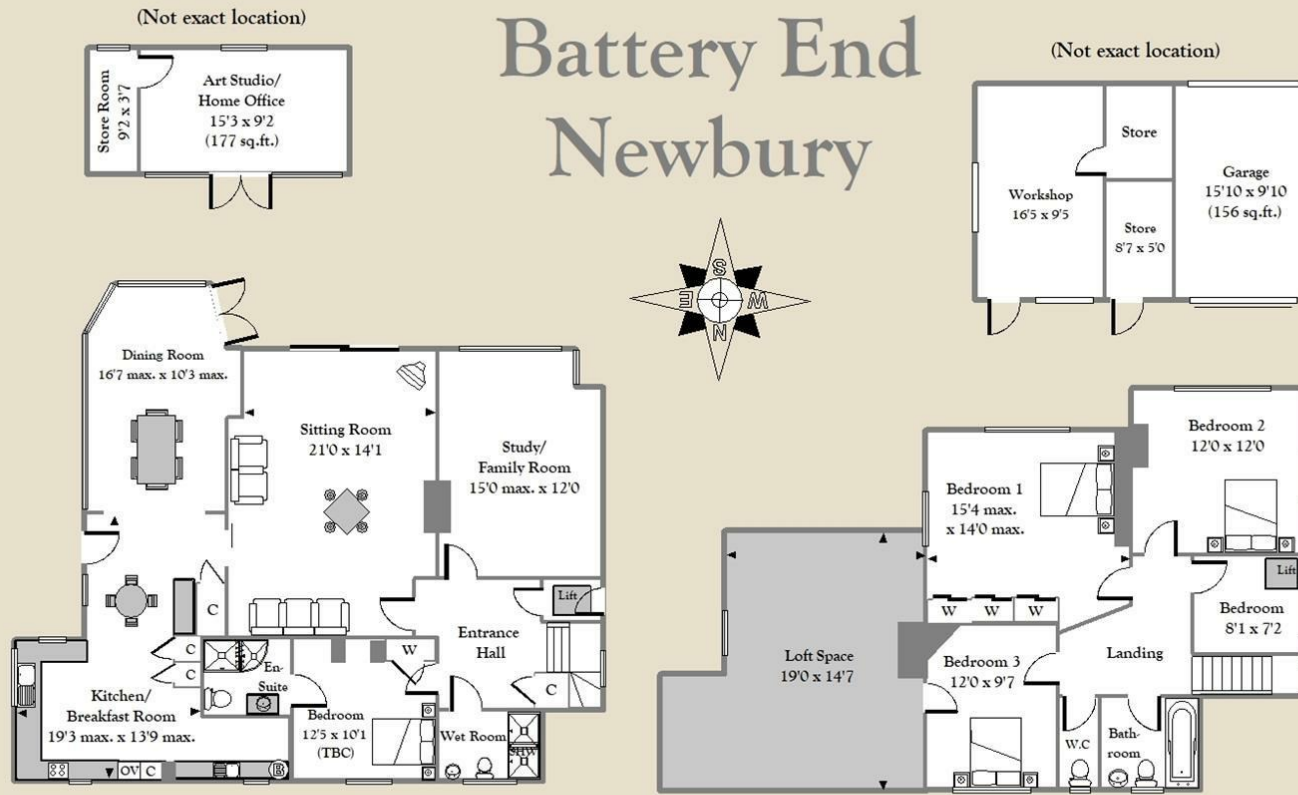 (Not exact location)
Store Room
9'2 x 3'7
Art Studio/
Home Office
15'3 x 9'2
(177 sq.ft.)
Battery End
Newbury
(Not exact location)
Workshop
16'5 x 9'5
Store
Store
8'7 x 5'0
Garage
15'10 x 9'10
(156 sq.ft.)
S
E
W
N
Dining Room
16'7 max. x 10'3 max.
Sitting Room
21'0 x 14'1
Study/
Family Room
15'0 max. x 12'0
C
C
C
Kitchen/
Breakfast Room
19'3 max. x 13'9 max.
OV
C
B
En-
Suite
W
Bedroom
12'5 x 10'1
(TBC)
Entrance
Hall
Lift
C
Wet Room
SHW
Bedroom 1
15'4 max.
x 14'0 max.
W
W
W
Bedroom 2
12'0 x 12'0
Lift
Bedroom
8'1 x 7'2
Loft Space
19'0 x 14'7
Bedroom 3
12'0 x 9'7
Landing
W.C
Bath-
room